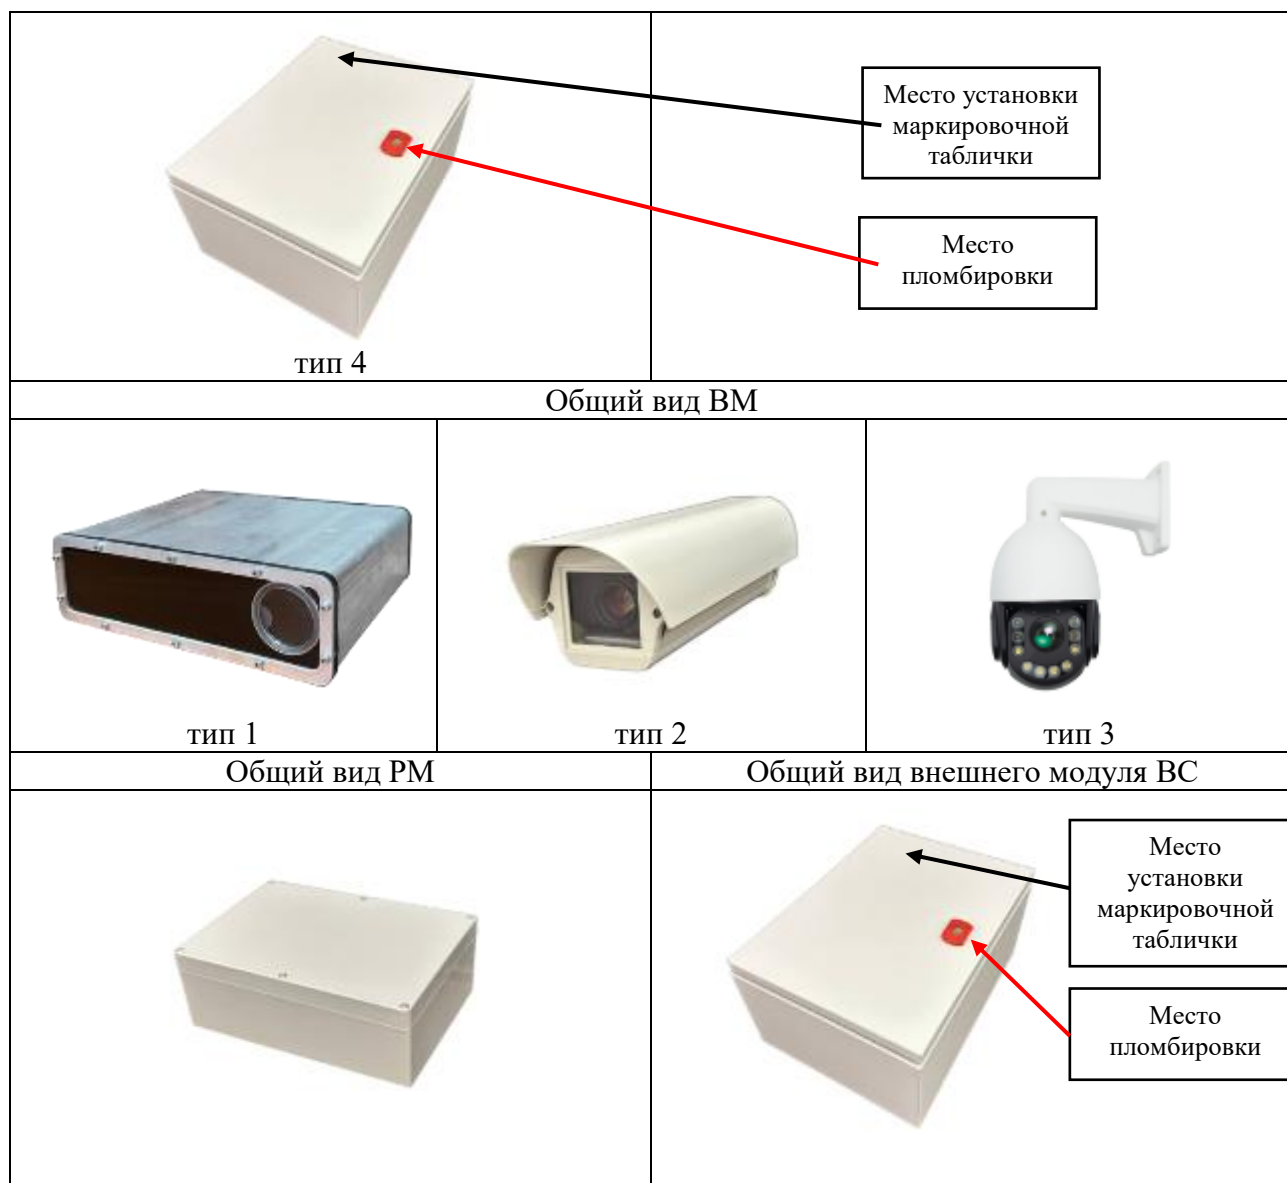 Место установки
маркировочной
таблички
Место
пломбировки
тип 4
Общий вид ВМ
тип 1
тип 2
тип 3
Общий вид РМ
Общий вид внешнего модуля ВС
Место
установки
маркировочной
таблички
Место
пломбировки